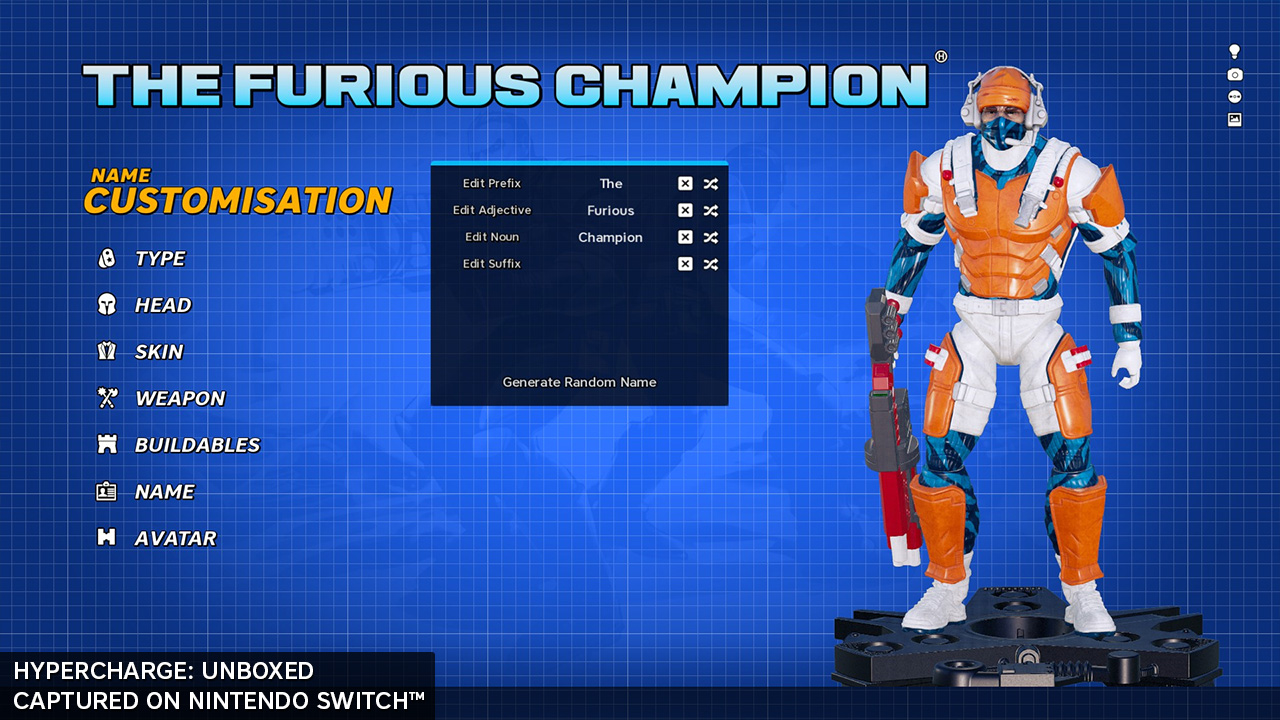 THE FURIOUS CHAMPION
NAME
CUSTOMISATION
TYPE
HEAD
SKIN
WEAPON
BUILDABLES
NAME
AVATAR
Edit Prefix The
Edit Adjective Furious
Edit Noun Champion
Edit Suffix
Generate Random Name
HYPERCHARGE: UNBOXED
CAPTURED ON NINTENDO SWITCH™